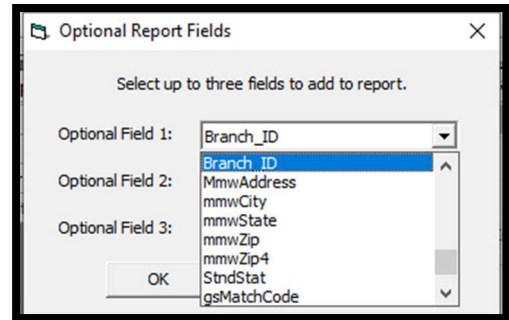 Optional Report Fields
Select up to three fields to add to report.
Optional Field 1: Branch_ID
Branch_ID
Optional Field 2: MmwAddress
mmwCity
mmwState
Optional Field 3: mmwZip
mmwZip4
OK StndStat
gsMatchCode